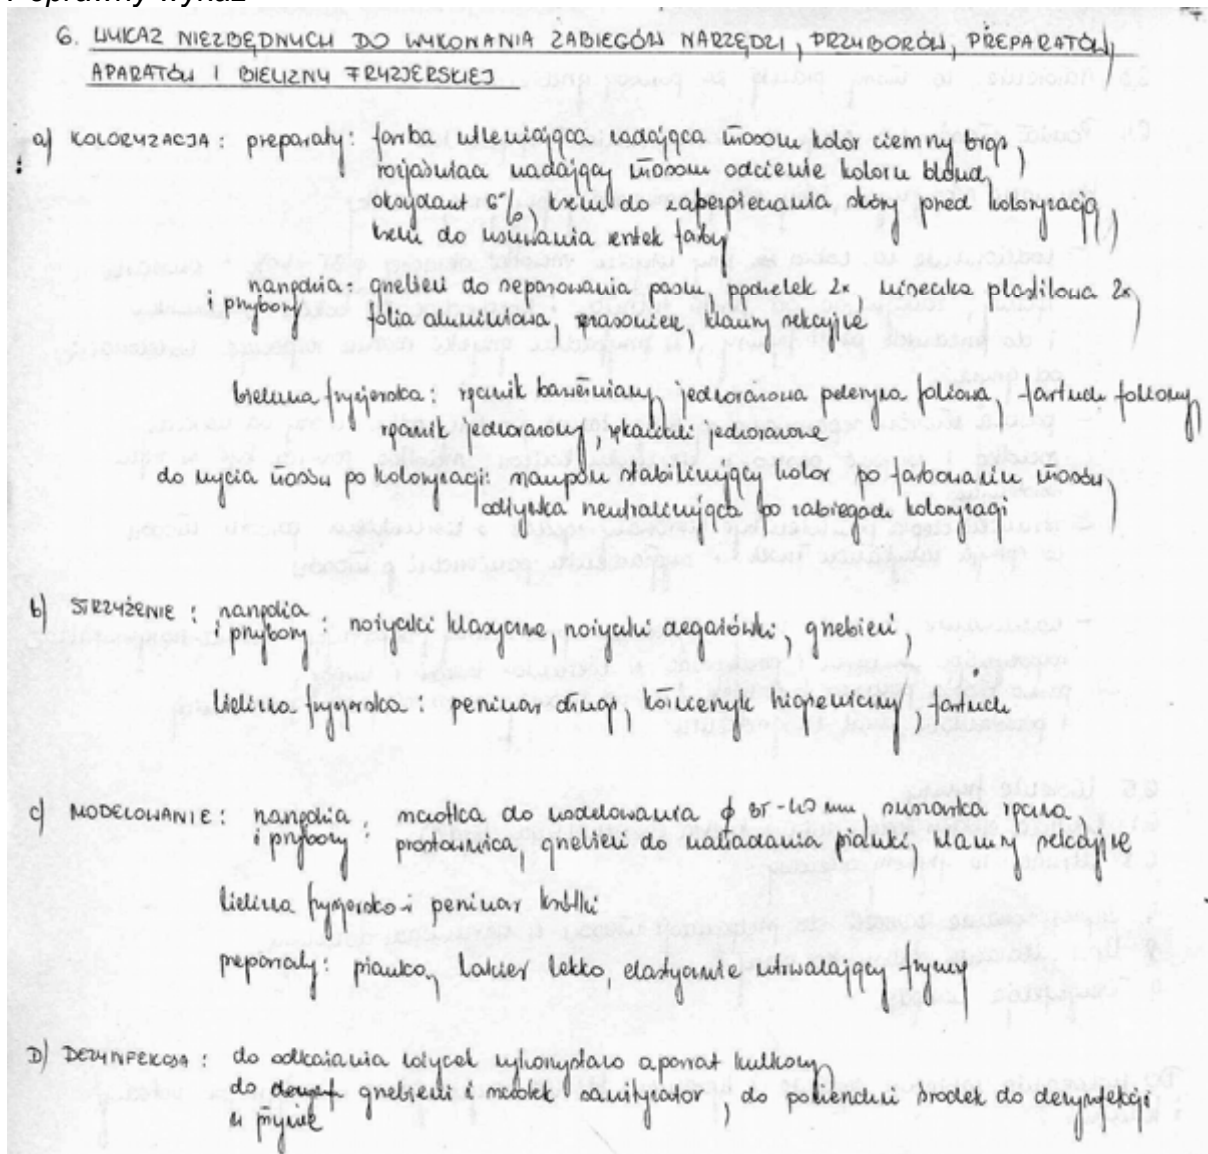 Poprawny wykaz
6. WYKAZ NIEZBĘDNYCH DO WYKONANIA ZABIEGÓW NARZĘDZI, PRZYBORÓW, PREPARATÓW,
APARATÓW I BIELIZNY FRYZJERSKIEJ
a) KOLORYZACJA: preparaty: farba utleniająca nadająca włosom kolor ciemny brąz,
rozjaśniacz nadający włosom odcienie koloru blond,
oksydant 6%, krem do zabezpieczania skóry przed koloryzacją,
krem do usuwania resztek farby
narzędzia: grzebień do separowania pasm, pędzelek 2x, miseczka plastikowa 2x,
i przybory folia aluminiowa, klamry sekcyjne
bielizna fryzjerska: ręcznik bawełniany, jednorazowa peleryna foliowa, fartuch foliowy,
ręcznik jednorazowy, rękawiczki jednorazowe
do mycia włosów po koloryzacji: szampon stabilizujący kolor po farbowaniu włosów,
odżywka neutralizująca po zabiegach koloryzacji
b) STRZYŻENIE: narzędzia
i przybory: nożyczki klasyczne, nożyczki degażówki, grzebień,
bielizna fryzjerska: peniuar długi, kołnierzyk higieniczny, fartuch
c) MODELOWANIE: narzędzia szczotka do modelowania ϕ 35-40 mm, suszarka ręczna
i przybory: prostownica, grzebień do nakładania pianki, klamry sekcyjne
bielizna fryzjerska: peniuar krótki
preparaty: pianka, lakier lekko, elastycznie utrwalający fryzury
D) DEZYNFEKCJA: do odkażania nożyczek wykorzystano aparat kulkowy
do grzebieni i szczotek sanityzator, do powierzchni środek do dezynfekcji
w płynie